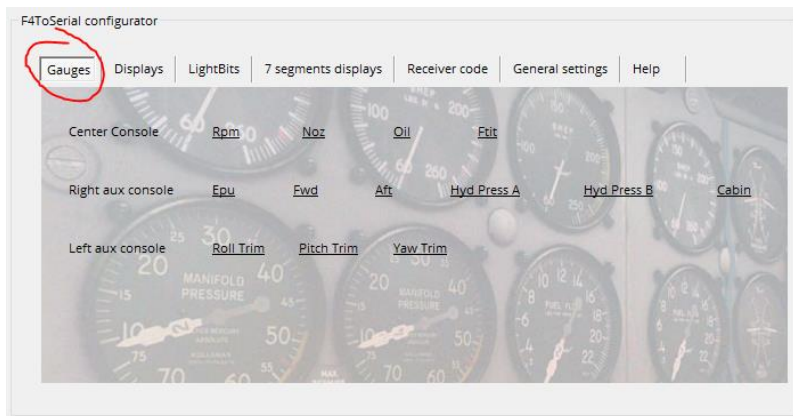 F4ToSerial configurator
Gauges Displays LightBits 7 segments displays Receiver code General settings Help
Center Console Rpm Noz Oil Ftit
Right aux console Epu Fwd Aft Hyd Press A Hyd Press B Cabin
Left aux console Roll Trim Pitch Trim Yaw Trim
MANIFOLD
PRESSURE